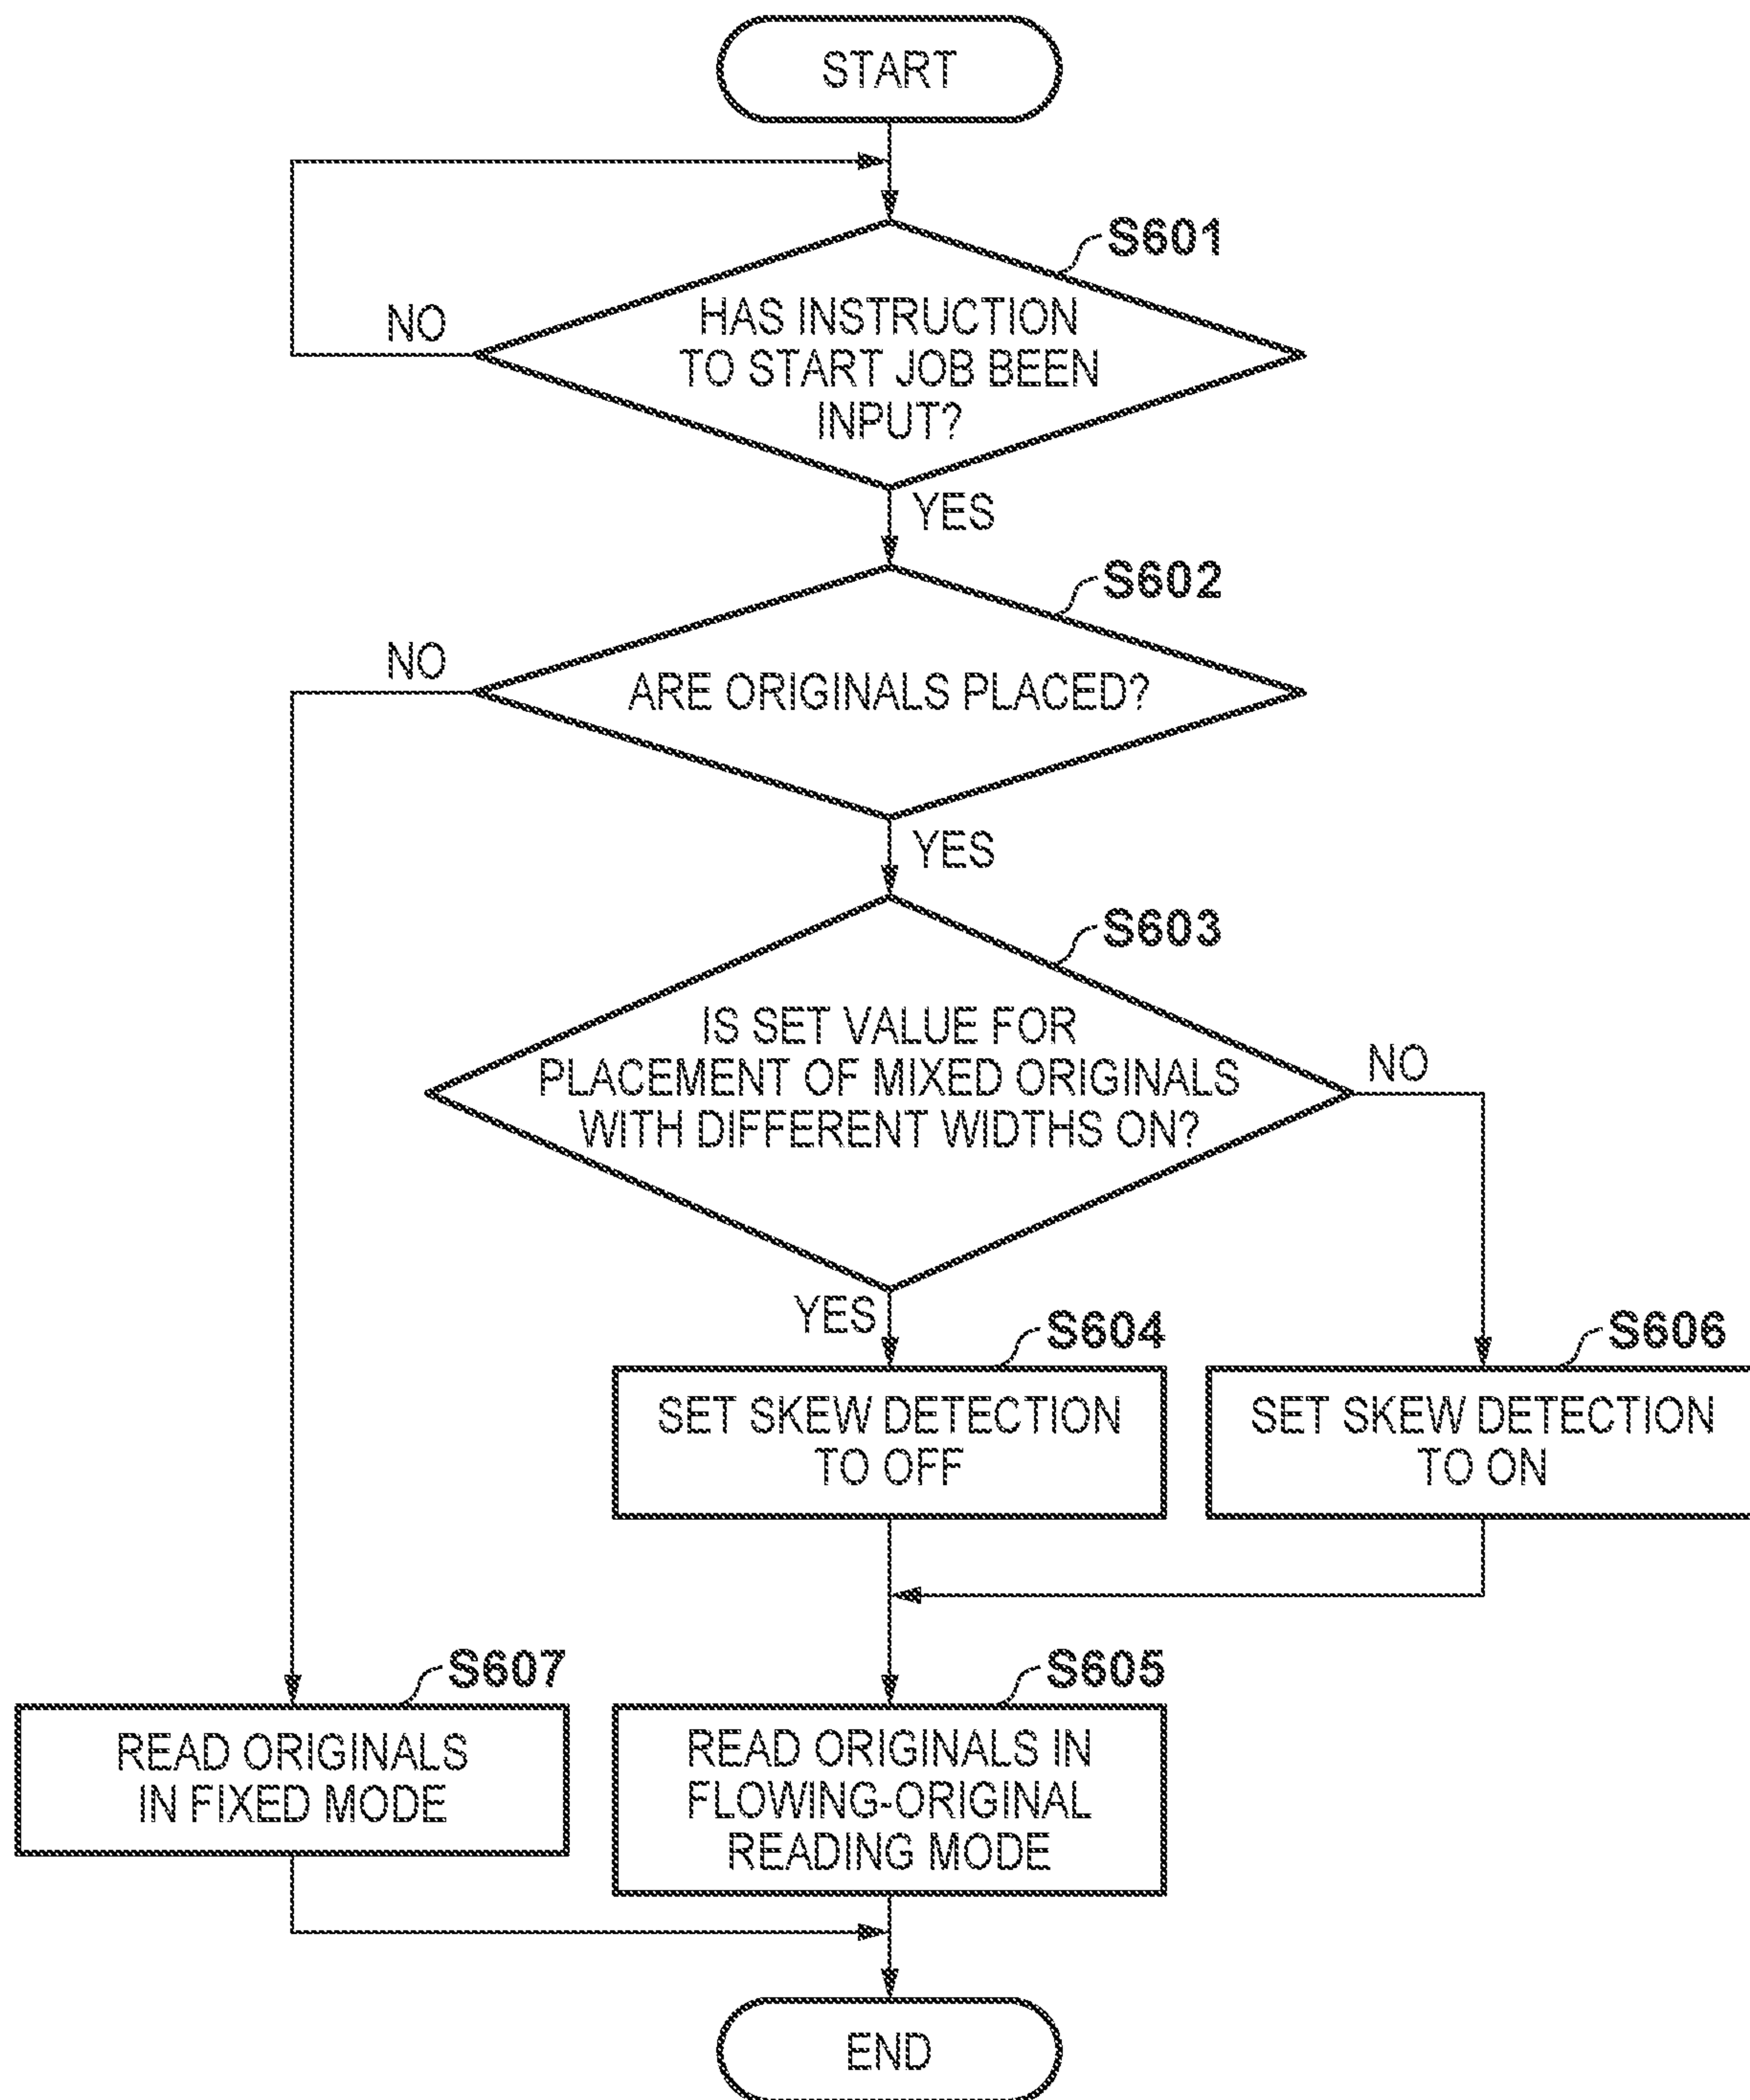 START
S601
NO
HAS INSTRUCTION
TO START JOB BEEN
INPUT?
YES
S602
NO
ARE ORIGINALS PLACED?
YES
S603
IS SET VALUE FOR
PLACEMENT OF MIXED ORIGINALS
WITH DIFFERENT WIDTHS ON?
NO
YES
S604
S606
SET SKEW DETECTION
TO OFF
SET SKEW DETECTION
TO ON
S607
S605
READ ORIGINALS
IN FIXED MODE
READ ORIGINALS IN
FLOWING-ORIGINAL
READING MODE
END